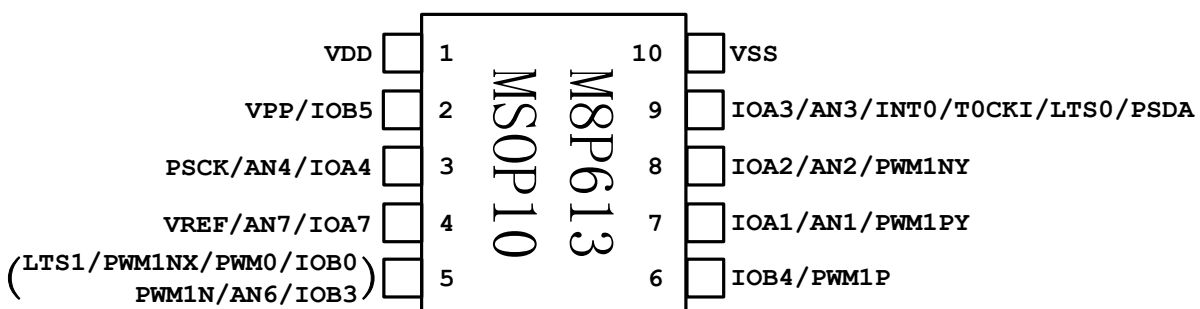 VDD 1 10 VSS
VPP/IOB5 2 9 IOA3/AN3/INT0/T0CKI/LTS0/PSDA
PSCK/AN4/IOA4 3 8 IOA2/AN2/PWM1NY
VREF/AN7/IOA7 4 7 IOA1/AN1/PWM1PY
(LTS1/PWM1NX/PWM0/IOB0
PWM1N/AN6/IOB3) 5 6 IOB4/PWM1P
M8P613
MSOP10